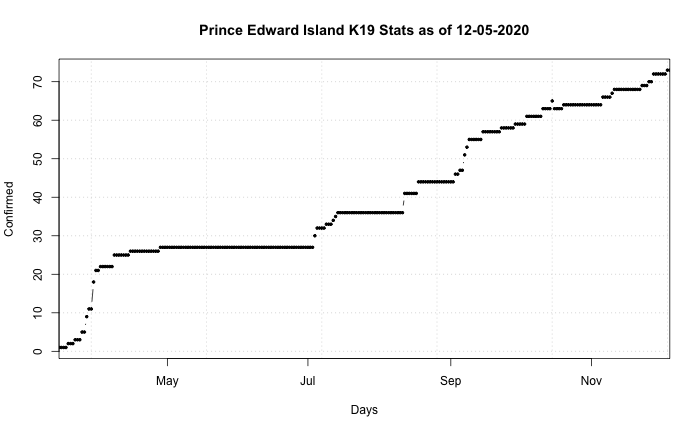 Prince Edward Island K19 Stats as of 12-05-2020
Confirmed
70
60
50
40
30
20
10
0
May Jul Sep Nov
Days